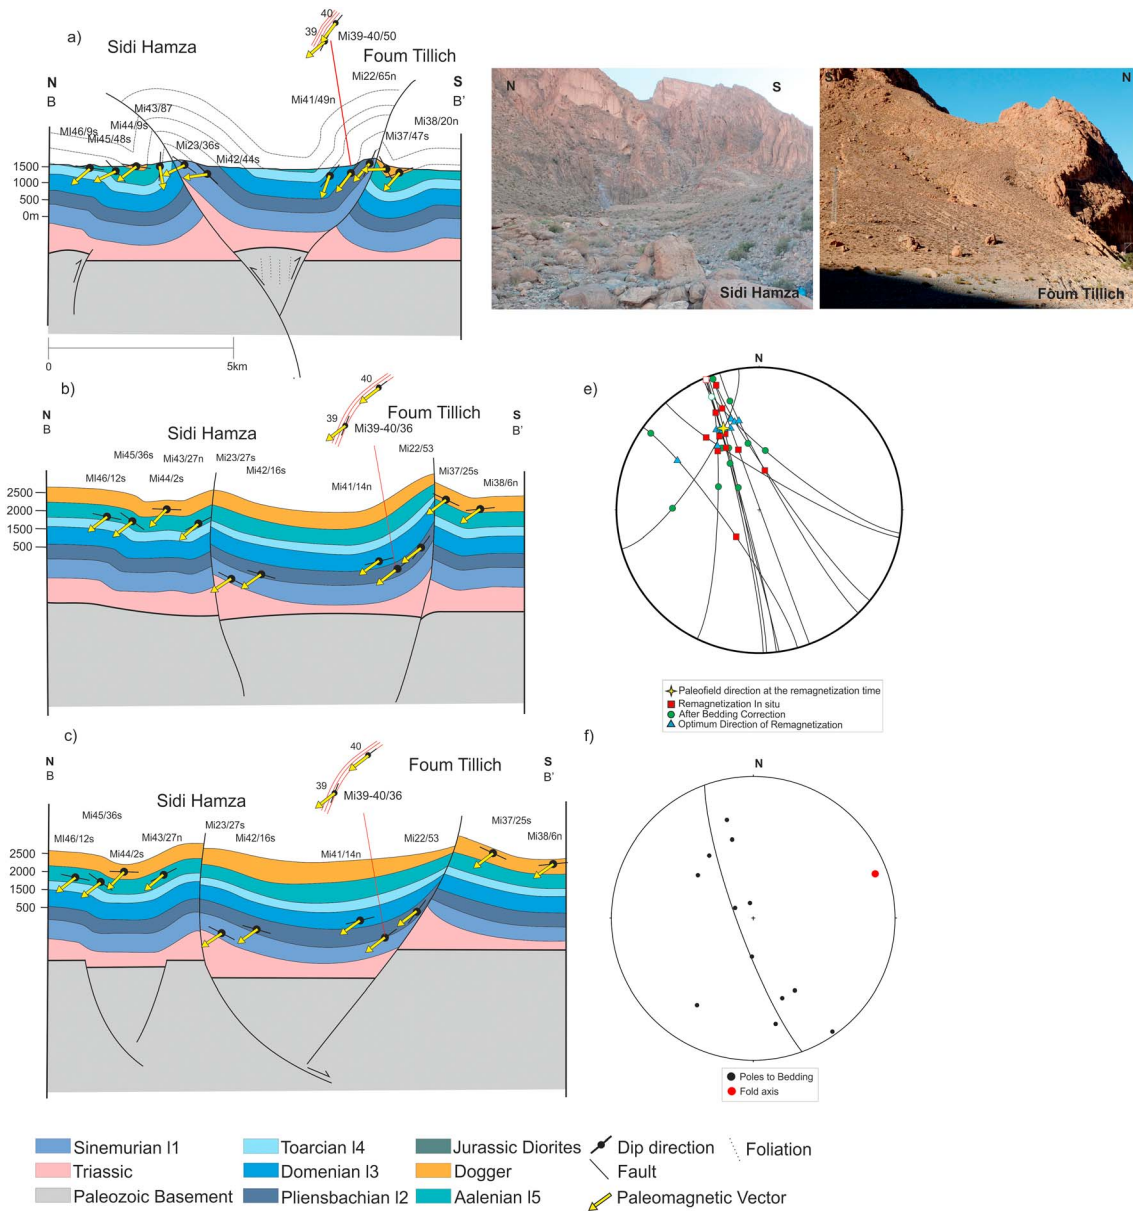 a)
Sidi Hamza
40
39
Mi39-40/50
Foum Tillich
N
B
S
B'
Mi22/65n
Mi41/49n
Mi43/87
Mi44/9s
MI46/9s
Mi45/48s
Mi23/36s
Mi42/44s
Mi38/20n
Mi37/47s
1500
1000
500
0m
0
5km
N
S
Sidi Hamza
S
N
Foum Tillich
b)
40
39
N
B
Sidi Hamza
Foum Tillich
S
B'
Mi39-40/36
Mi45/36s
Mi43/27n
Mi23/27s
Mi22/53
MI46/12s
Mi44/2s
Mi42/16s
Mi41/14n
Mi37/25s
Mi38/6n
2500
2000
1500
500
c)
40
39
N
B
Sidi Hamza
Foum Tillich
S
B'
Mi39-40/36
Mi45/36s
Mi23/27s
Mi37/25s
MI46/12s
Mi43/27n
Mi42/16s
Mi22/53
Mi38/6n
Mi44/2s
Mi41/14n
2500
2000
1500
500
e)
N
Paleofield direction at the remagnetization time
Remagnetization In situ
After Bedding Correction
Optimum Direction of Remagnetization
f)
N
Poles to Bedding
Fold axis
Sinemurian l1
Triassic
Paleozoic Basement
Toarcian l4
Domenian l3
Pliensbachian l2
Jurassic Diorites
Dogger
Aalenian l5
Dip direction
Fault
Paleomagnetic Vector
Foliation